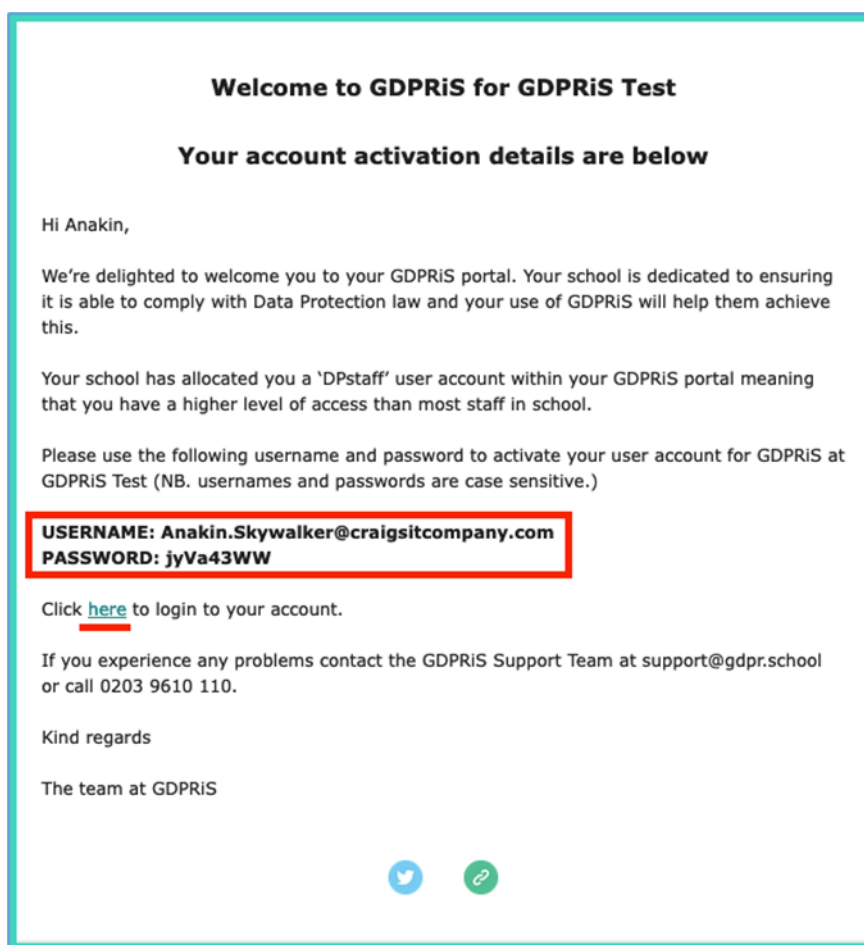 Welcome to GDPRiS for GDPRiS Test
Your account activation details are below
Hi Anakin,
We're delighted to welcome you to your GDPRiS portal. Your school is dedicated to ensuring
it is able to comply with Data Protection law and your use of GDPRiS will help them achieve
this.
Your school has allocated you a ‘DPstaff’ user account within your GDPRiS portal meaning
that you have a higher level of access than most staff in school.
Please use the following username and password to activate your user account for GDPRiS at
GDPRiS Test (NB. usernames and passwords are case sensitive.)
USERNAME: Anakin.Skywalker@craigsitcompany.com
PASSWORD: jyVa43WW
Click here to login to your account.
If you experience any problems contact the GDPRiS Support Team at support@gdpr.school
or call 0203 9610 110.
Kind regards
The team at GDPRiS